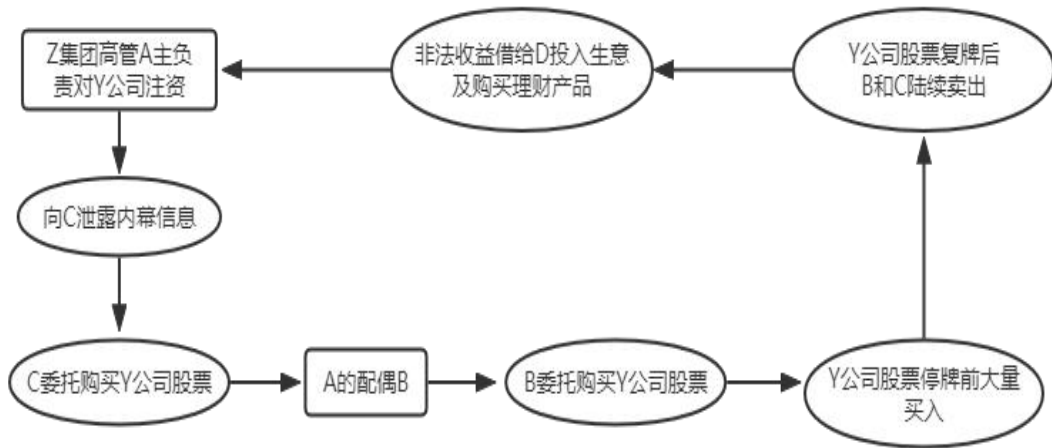 Z集团高管A主负
责对Y公司注资
非法收益借给D投入生意
及购买理财产品
Y公司股票复牌后
B和C陆续卖出
向C泄露内幕信息
C委托购买Y公司股票
A的配偶B
B委托购买Y公司股票
Y公司股票停牌前大量
买入